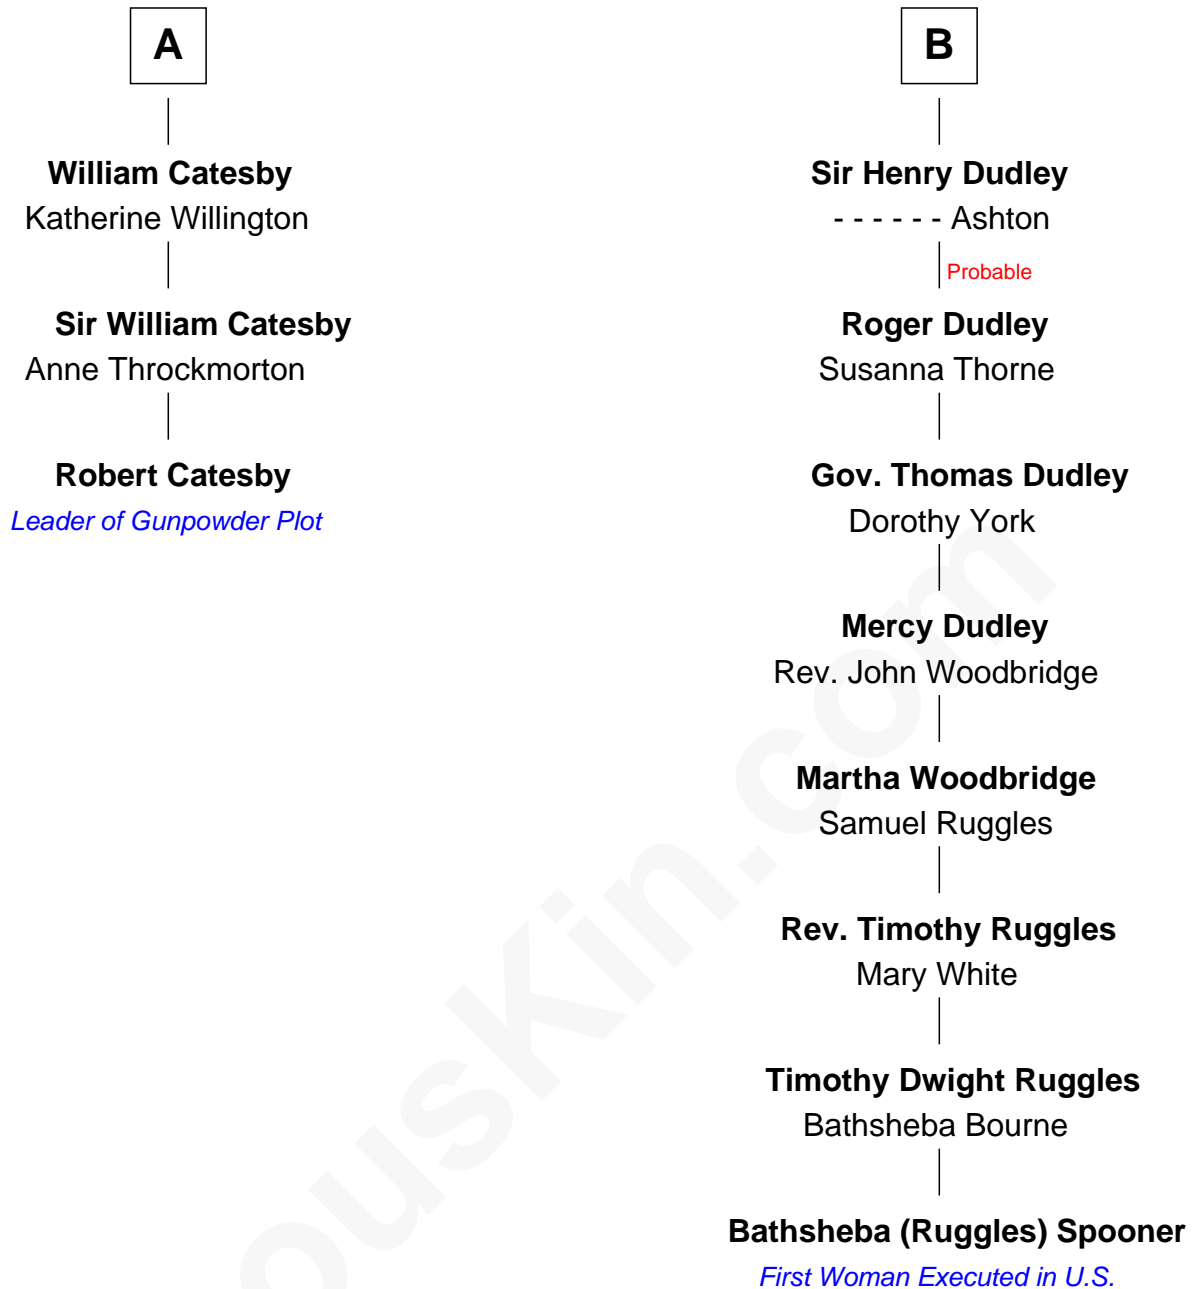 A
William Catesby
Katherine Willington
Sir William Catesby
Anne Throckmorton
Robert Catesby
Leader of Gunpowder Plot
B
Sir Henry Dudley
- - - - - - Ashton
Probable
Roger Dudley
Susanna Thorne
Gov. Thomas Dudley
Dorothy York
Mercy Dudley
Rev. John Woodbridge
Martha Woodbridge
Samuel Ruggles
Rev. Timothy Ruggles
Mary White
Timothy Dwight Ruggles
Bathsheba Bourne
Bathsheba (Ruggles) Spooner
First Woman Executed in U.S.
ousKin.com